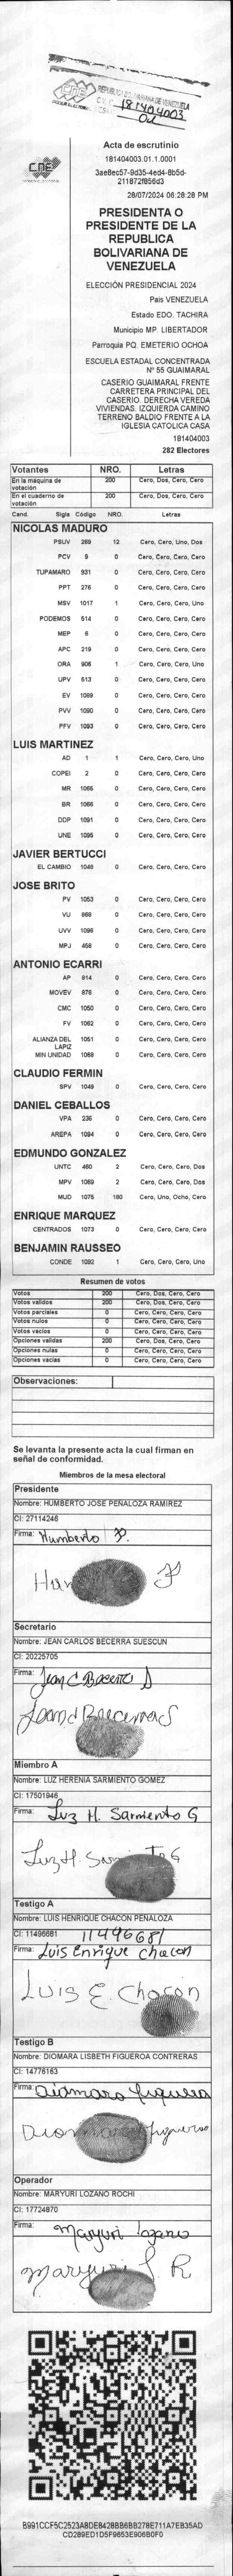 CNE
REPÚBLICA BOLIVARIANA DE VENEZUELA
PODER ELECTORAL
181404003
01
CNE
Acta de escrutinio
181404003.01.1.0001
3ae8ec57-9d35-4ed4-8b5d-
211872f856d3
28/07/2024 06:28:28 PM
PRESIDENTA O
PRESIDENTE DE LA
REPUBLICA
BOLIVARIANA DE
VENEZUELA
ELECCIÓN PRESIDENCIAL 2024
País VENEZUELA
Estado EDO. TACHIRA
Municipio MP. LIBERTADOR
Parroquia PQ. EMETERIO OCHOA
ESCUELA ESTADAL CONCENTRADA
N° 55 GUAIMARAL
CASERIO GUAIMARAL FRENTE
CARRETERA PRINCIPAL DEL
CASERIO. DERECHA VEREDA
VIVIENDAS. IZQUIERDA CAMINO
TERRENO BALDIO FRENTE A LA
IGLESIA CATOLICA CASA
181404003
282 Electores
Votantes NRO. Letras
En la máquina de votación 200 Cero, Dos, Cero, Cero
En el cuaderno de votación 200 Cero, Dos, Cero, Cero
Cand. Sigla Código NRO. Letras
NICOLAS MADURO
PSUV 269 12 Cero, Cero, Uno, Dos
PCV 9 0 Cero, Cero, Cero, Cero
TUPAMARO 931 0 Cero, Cero, Cero, Cero
PPT 276 0 Cero, Cero, Cero, Cero
MSV 1017 1 Cero, Cero, Cero, Uno
PODEMOS 514 0 Cero, Cero, Cero, Cero
MEP 6 0 Cero, Cero, Cero, Cero
APC 219 0 Cero, Cero, Cero, Cero
ORA 906 1 Cero, Cero, Cero, Uno
UPV 513 0 Cero, Cero, Cero, Cero
EV 1089 0 Cero, Cero, Cero, Cero
PVV 1090 0 Cero, Cero, Cero, Cero
PFV 1093 0 Cero, Cero, Cero, Cero
LUIS MARTINEZ
AD 1 1 Cero, Cero, Cero, Uno
COPEI 2 0 Cero, Cero, Cero, Cero
MR 1065 0 Cero, Cero, Cero, Cero
BR 1066 0 Cero, Cero, Cero, Cero
DDP 1091 0 Cero, Cero, Cero, Cero
UNE 1095 0 Cero, Cero, Cero, Cero
JAVIER BERTUCCI
EL CAMBIO 1048 0 Cero, Cero, Cero, Cero
JOSE BRITO
PV 1053 0 Cero, Cero, Cero, Cero
VU 868 0 Cero, Cero, Cero, Cero
UVV 1096 0 Cero, Cero, Cero, Cero
MPJ 458 0 Cero, Cero, Cero, Cero
ANTONIO ECARRI
AP 814 0 Cero, Cero, Cero, Cero
MOVEV 876 0 Cero, Cero, Cero, Cero
CMC 1050 0 Cero, Cero, Cero, Cero
FV 1062 0 Cero, Cero, Cero, Cero
ALIANZA DEL LAPIZ 1051 0 Cero, Cero, Cero, Cero
MIN UNIDAD 1068 0 Cero, Cero, Cero, Cero
CLAUDIO FERMIN
SPV 1049 0 Cero, Cero, Cero, Cero
DANIEL CEBALLOS
VPA 236 0 Cero, Cero, Cero, Cero
AREPA 1094 0 Cero, Cero, Cero, Cero
EDMUNDO GONZALEZ
UNTC 460 2 Cero, Cero, Cero, Dos
MPV 1069 2 Cero, Cero, Cero, Dos
MUD 1075 180 Cero, Uno, Ocho, Cero
ENRIQUE MARQUEZ
CENTRADOS 1073 0 Cero, Cero, Cero, Cero
BENJAMIN RAUSSEO
CONDE 1092 1 Cero, Cero, Cero, Uno
Resumen de votos
Votos 200 Cero, Dos, Cero, Cero
Votos validos 200 Cero, Dos, Cero, Cero
Votos parciales 0 Cero, Cero, Cero, Cero
Votos nulos 0 Cero, Cero, Cero, Cero
Votos vacíos 0 Cero, Cero, Cero, Cero
Opciones validas 200 Cero, Dos, Cero, Cero
Opciones nulas 0 Cero, Cero, Cero, Cero
Opciones vacias 0 Cero, Cero, Cero, Cero
Observaciones:
Se levanta la presente acta la cual firman en
señal de conformidad.
Miembros de la mesa electoral
Presidente
Nombre: HUMBERTO JOSE PEÑALOZA RAMIREZ
CI: 27114246
Firma: Humberto P.
Hum P
Secretario
Nombre: JEAN CARLOS BECERRA SUESCUN
CI: 20225705
Firma: Jean C Becerra S
Jean C Becerra S
Miembro A
Nombre: LUZ HERENIA SARMIENTO GOMEZ
CI: 17501946
Firma: Luz H. Sarmiento G
Luz H. Sarmiento G
Testigo A
Nombre: LUIS HENRIQUE CHACON PEÑALOZA
CI: 11496681 11496681
Firma: Luis Enrique chacon
Luis E. Chacon
Testigo B
Nombre: DIOMARA LISBETH FIGUEROA CONTRERAS
CI: 14776163
Firma: Diomara figueroa
Diomara figueroa
Operador
Nombre: MARYURI LOZANO ROCHI
CI: 17724870
Firma: Maryuri lozano
Maryuri L R
B991CCF5C2523A8DEB428BB6BB278E711A7EB35AD
CD289ED1D5F9653E906B0F0